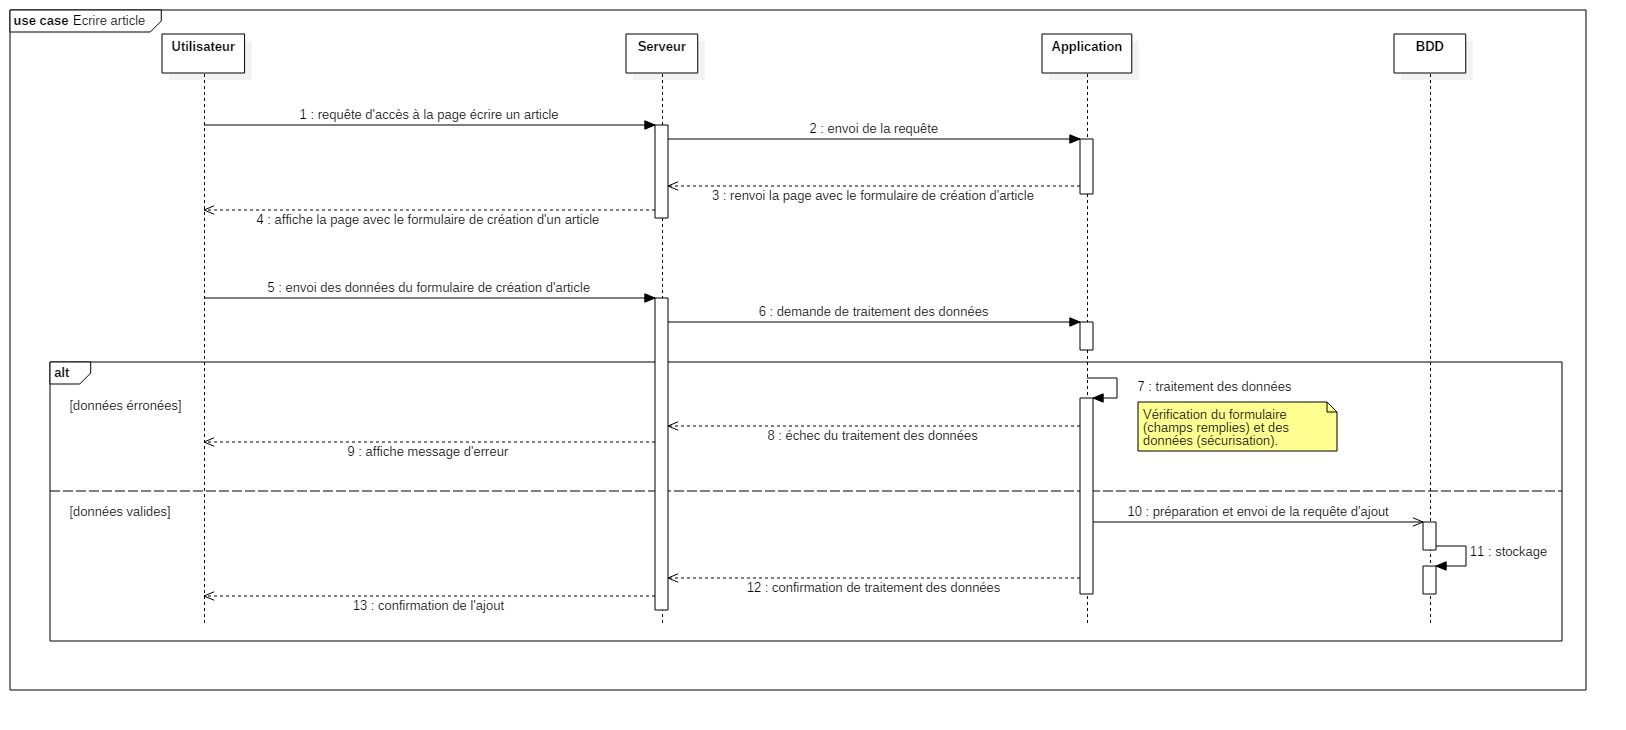 use case Ecrire article
Utilisateur
Serveur
Application
BDD
1 : requête d'accès à la page écrire un article
2 : envoi de la requête
3 : renvoi la page avec le formulaire de création d'article
4 : affiche la page avec le formulaire de création d'un article
5 : envoi des données du formulaire de création d'article
6 : demande de traitement des données
alt
7 : traitement des données
[données érronées]
Vérification du formulaire
(champs remplies) et des
données (sécurisation).
8 : échec du traitement des données
9 : affiche message d'erreur
[données valides]
10 : préparation et envoi de la requête d'ajout
11 : stockage
12 : confirmation de traitement des données
13 : confirmation de l'ajout